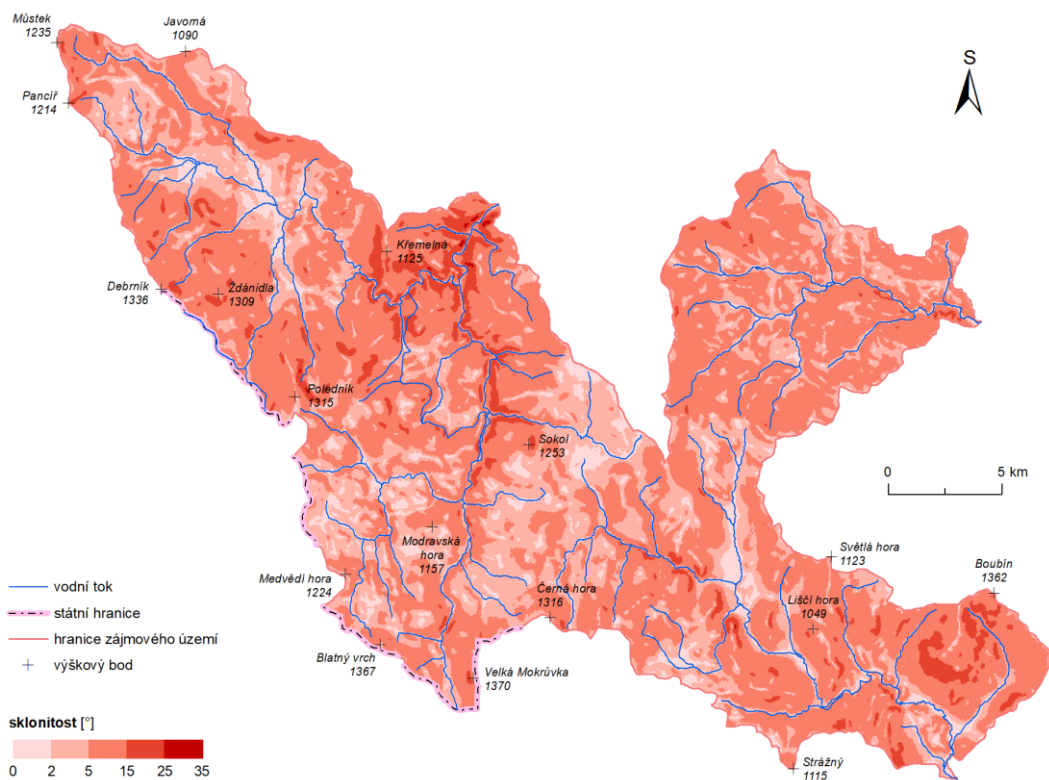 Můstek
1235
Javorná
1090
S
Pancíř
1214
Křemelná
1125
Debrník
1336
Ždánidla
1309
Poledník
1315
Sokol
1253
0 5 km
Modravská
hora
1157
Světlá hora
1123
Boubín
1362
Medvědí hora
1224
Černá hora
1316
Liščí hora
1049
Blatný vrch
1367
Velká Mokrůvka
1370
Strážný
1115
vodní tok
státní hranice
hranice zájmového území
výškový bod
sklonitost [°]
0 2 5 15 25 35